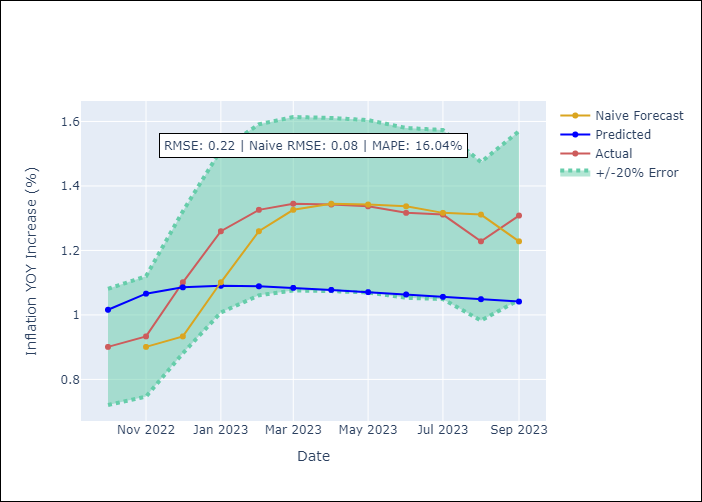 RMSE: 0.22 | Naive RMSE: 0.08 | MAPE: 16.04%
Naive Forecast
Predicted
Actual
+/-20% Error
Inflation YOY Increase (%)
1.6
1.4
1.2
1
0.8
Nov 2022
Jan 2023
Mar 2023
May 2023
Jul 2023
Sep 2023
Date